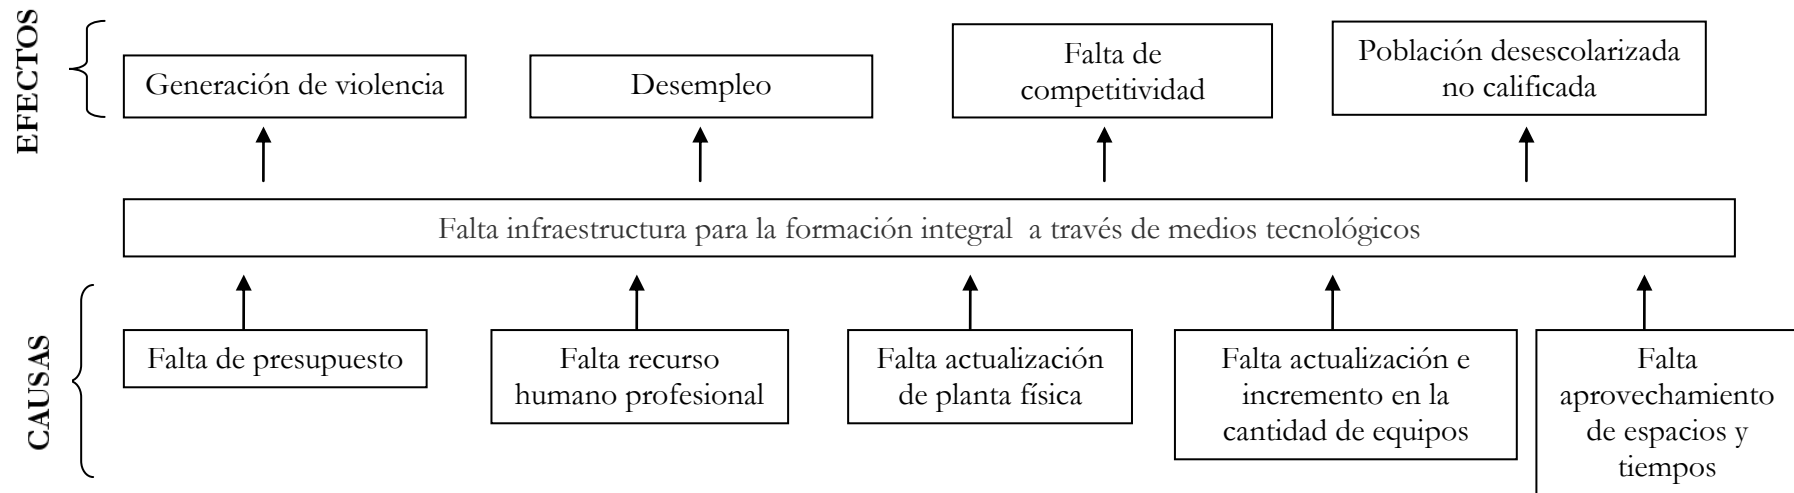 EFECTOS
Generación de violencia
Desempleo
Falta de
competitividad
Población desescolarizada
no calificada
Falta infraestructura para la formación integral  a través de medios tecnológicos
CAUSAS
Falta de presupuesto
Falta recurso
humano profesional
Falta actualización
de planta física
Falta actualización e
incremento en la
cantidad de equipos
Falta
aprovechamiento
de espacios y
tiempos